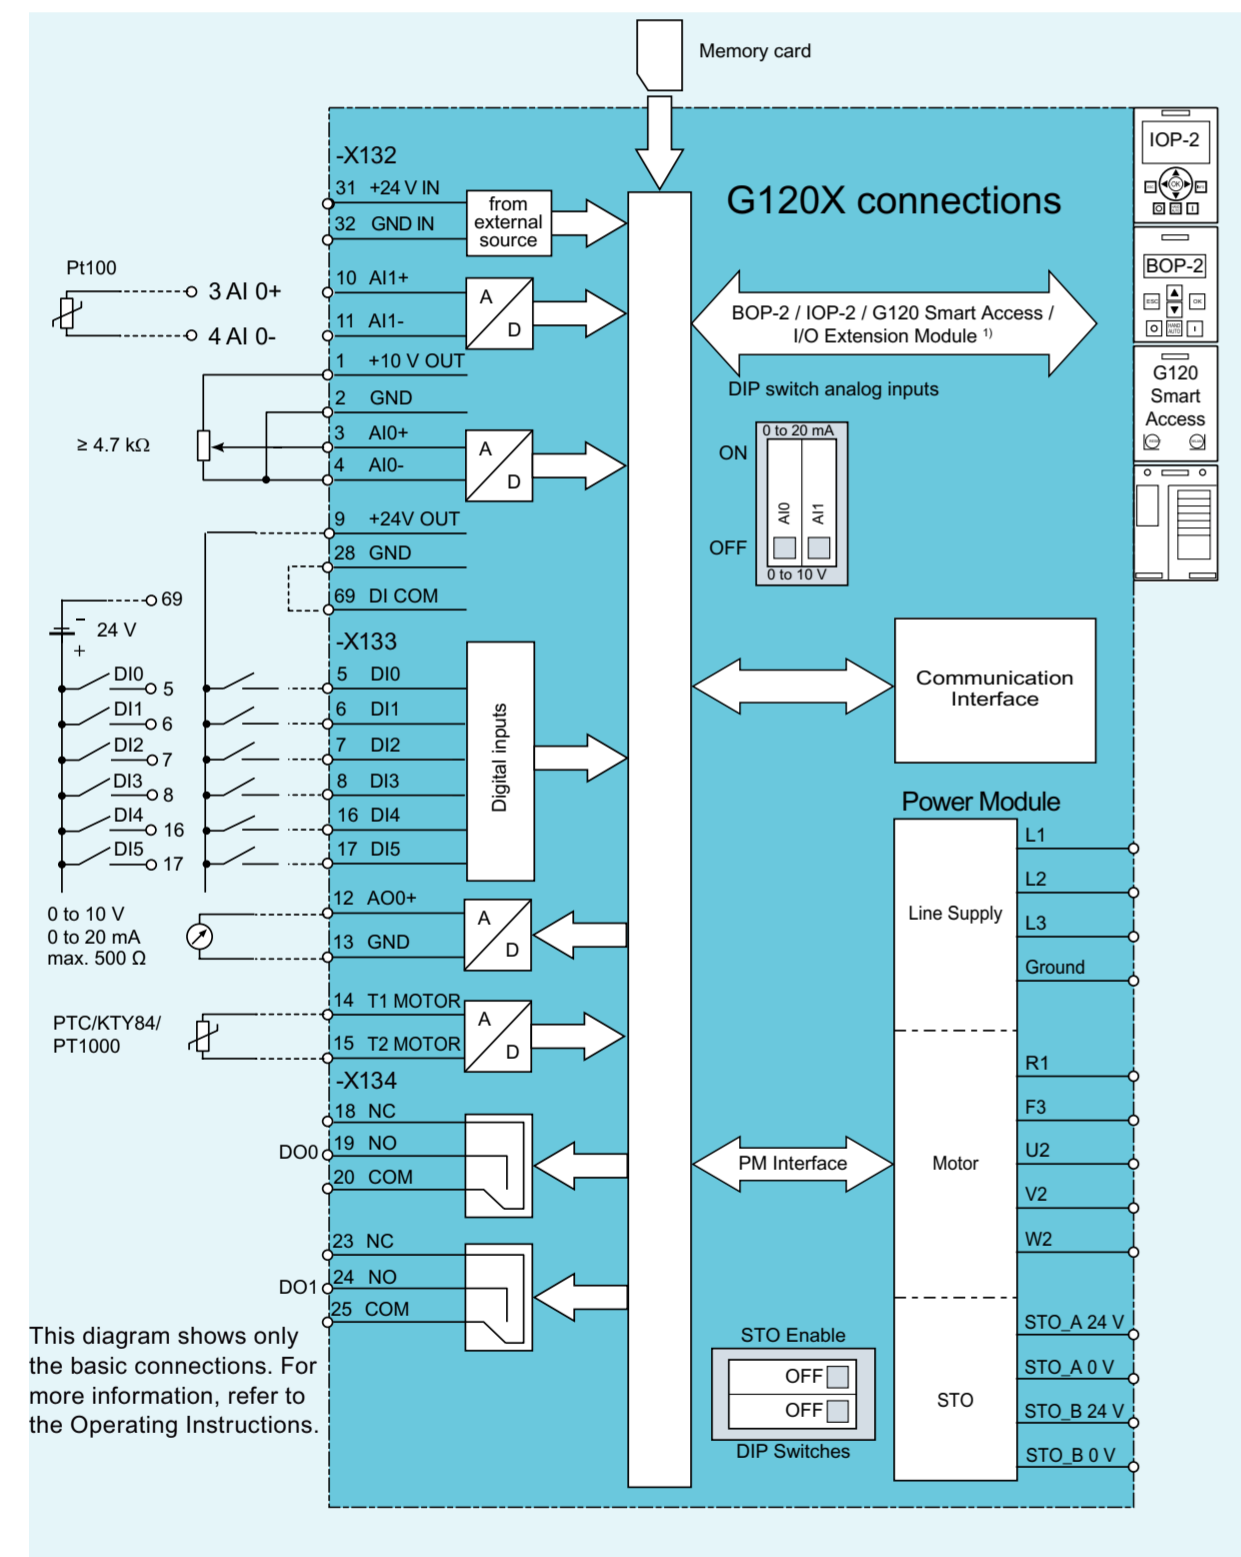 Memory card
IOP-2
OK
-X132
31 +24 V IN
32 GND IN
from
external
source
G120X connections
BOP-2
ESC
OK
HAND
AUTO
Pt100
3 AI 0+
4 AI 0-
10 AI1+
11 AI1-
A
D
BOP-2 / IOP-2 / G120 Smart Access /
I/O Extension Module 1)
1 +10 V OUT
2 GND
3 AI0+
4 AI0-
≥ 4.7 kΩ
A
D
G120
Smart
Access
DIP switch analog inputs
0 to 20 mA
ON
AI0
AI1
OFF
0 to 10 V
9 +24V OUT
28 GND
69 DI COM
69
- 24 V
+
-X133
DI0 5
DI1 6
DI2 7
DI3 8
DI4 16
DI5 17
5 DI0
6 DI1
7 DI2
8 DI3
16 DI4
17 DI5
Digital inputs
Communication
Interface
Power Module
Line Supply
L1
L2
L3
Ground
0 to 10 V
0 to 20 mA
max. 500 Ω
12 AO0+
13 GND
A
D
PTC/KTY84/
PT1000
14 T1 MOTOR
15 T2 MOTOR
A
D
-X134
18 NC
DO0 19 NO
20 COM
23 NC
DO1 24 NO
25 COM
PM Interface
Motor
R1
F3
U2
V2
W2
STO Enable
OFF
OFF
DIP Switches
STO
STO_A 24 V
STO_A 0 V
STO_B 24 V
STO_B 0 V
This diagram shows only
the basic connections. For
more information, refer to
the Operating Instructions.